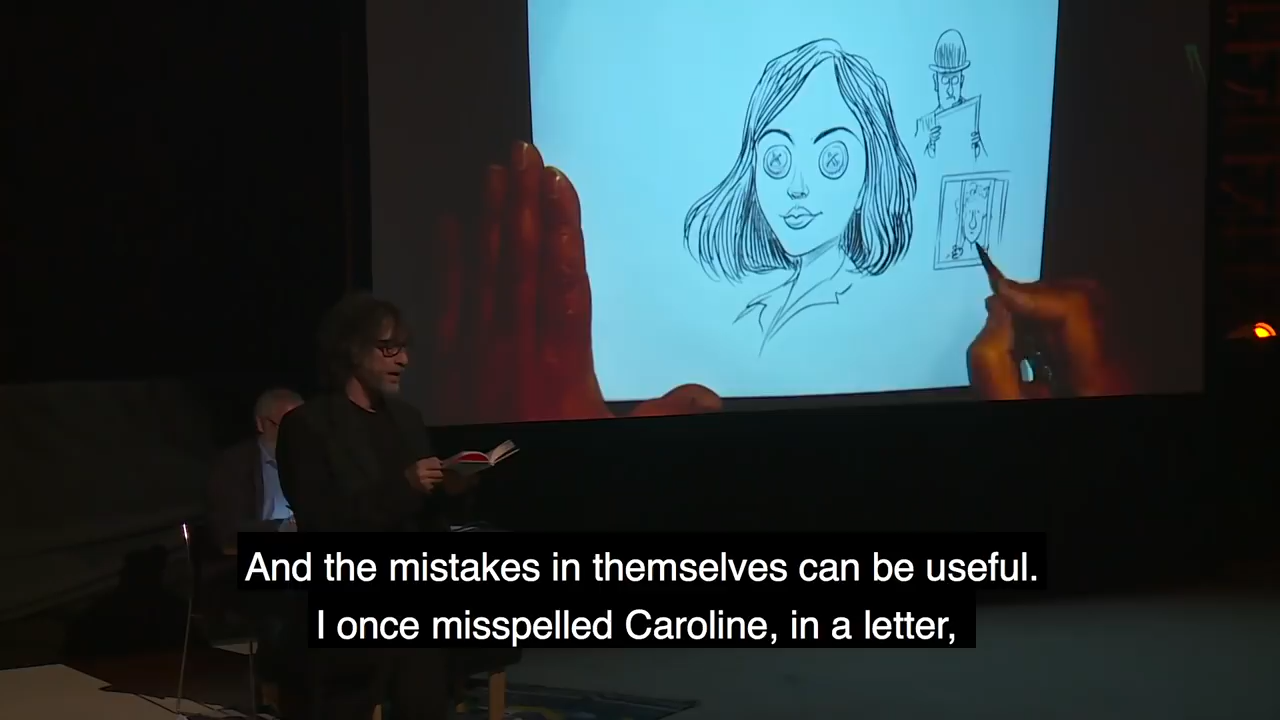 And the mistakes in themselves can be useful.
I once misspelled Caroline, in a letter,